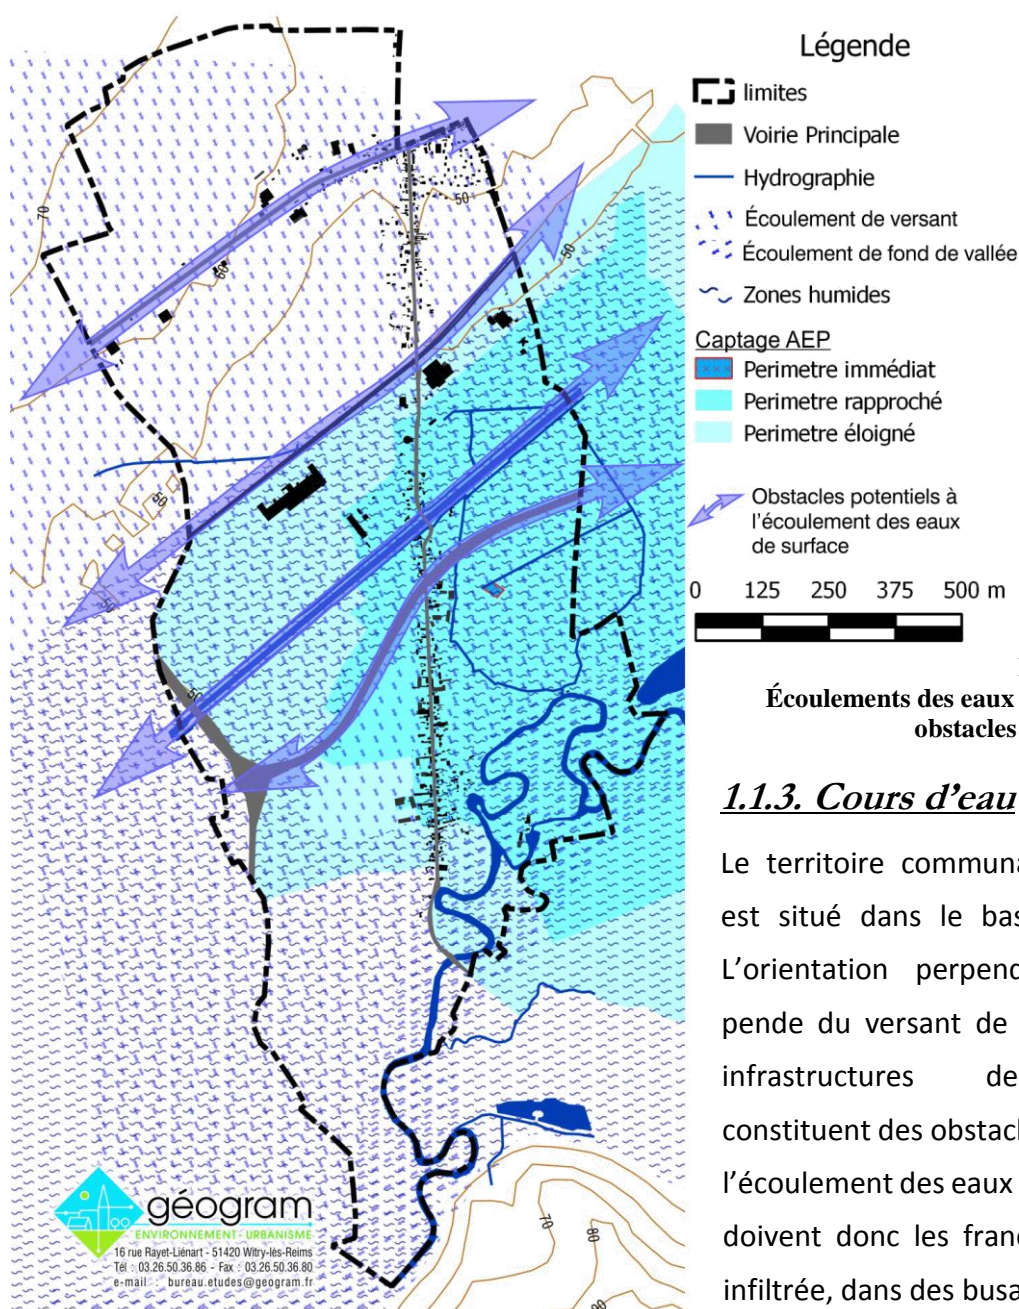 Légende
limites
Voirie Principale
Hydrographie
Écoulement de versant
Écoulement de fond de vallée
Zones humides
Captage AEP
Perimetre immédiat
Perimetre rapproché
Perimetre éloigné
Obstacles potentiels à
l'écoulement des eaux
de surface
0 125 250 375 500 m
70
60
50
50
50
50
50
70
80
90
Écoulements des eaux
obstacles
1.1.3. Cours d'eau
Le territoire communa
est situé dans le bas
L'orientation perpend
pende du versant de
infrastructures de
constituent des obstacl
l'écoulement des eaux
doivent donc les franc
infiltrée, dans des busa
géogram
ENVIRONNEMENT - URBANISME
16 rue Rayet-Liénart - 51420 Witry-lès-Reims
Tél : 03.26.50.36.86 - Fax : 03.26.50.36.80
e-mail : bureau.etudes@geogram.fr